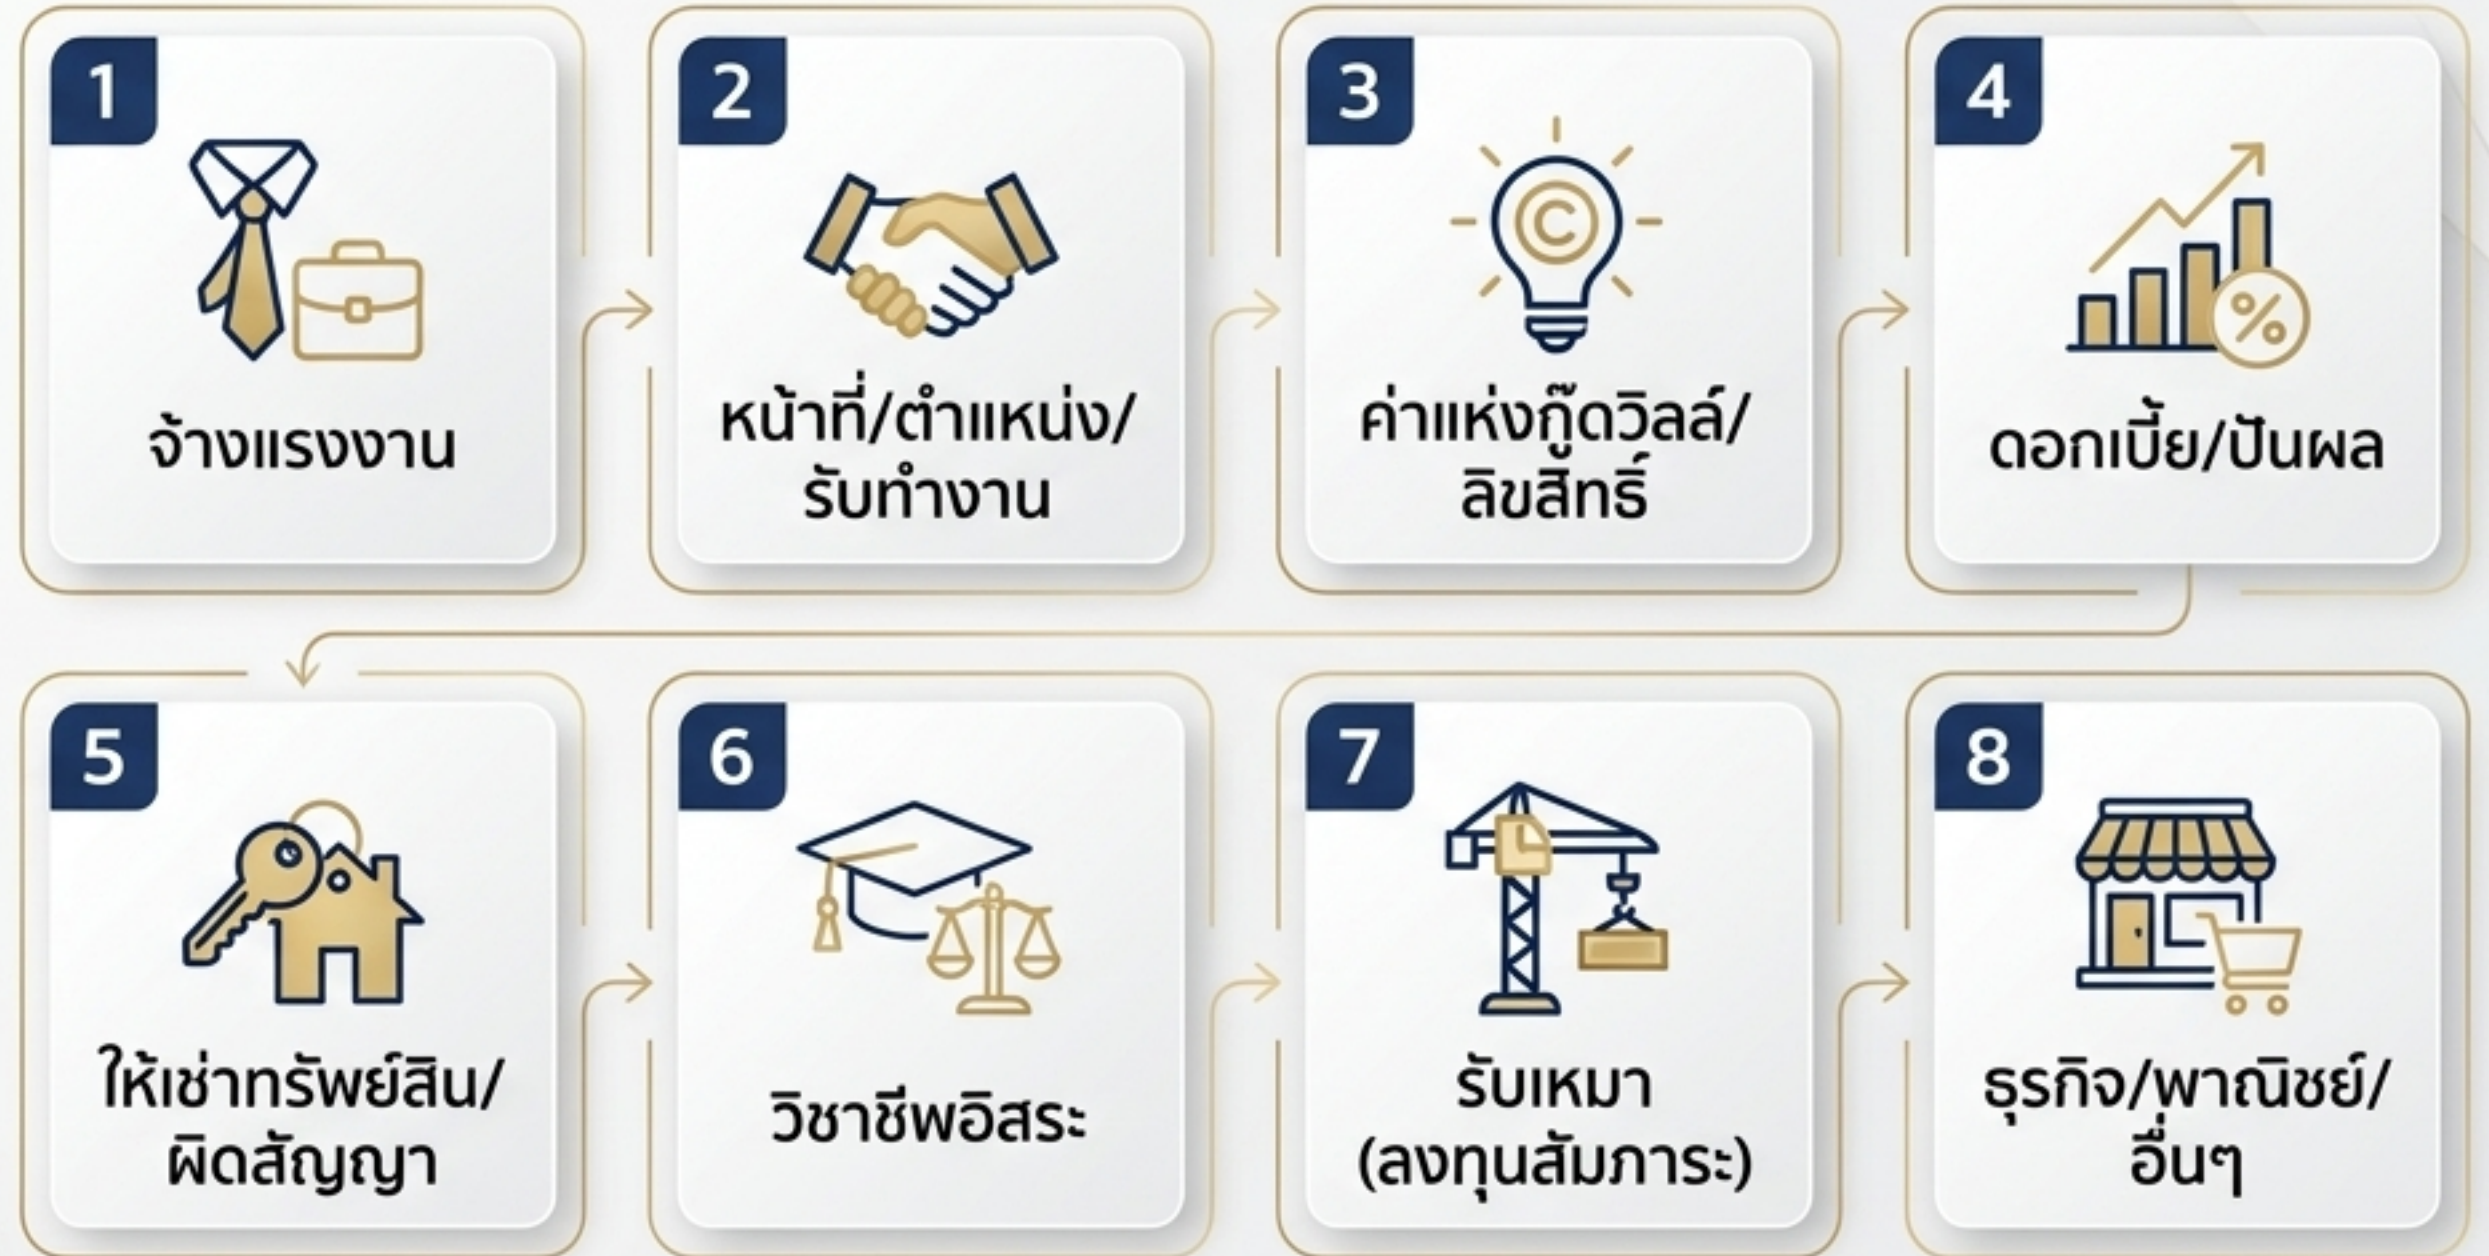 1
จ้างแรงงาน
2
หน้าที่/ตำแหน่ง/
รับทำงาน
3
©
ค่าแห่งกู๊ดวิลล์/
ลิขสิทธิ์
4
%
ดอกเบี้ย/ปันผล
5
ให้เช่าทรัพย์สิน/
ผิดสัญญา
6
วิชาชีพอิสระ
7
รับเหมา
(ลงทุนสัมภาระ)
8
ธุรกิจ/พาณิชย์/
อื่นๆ